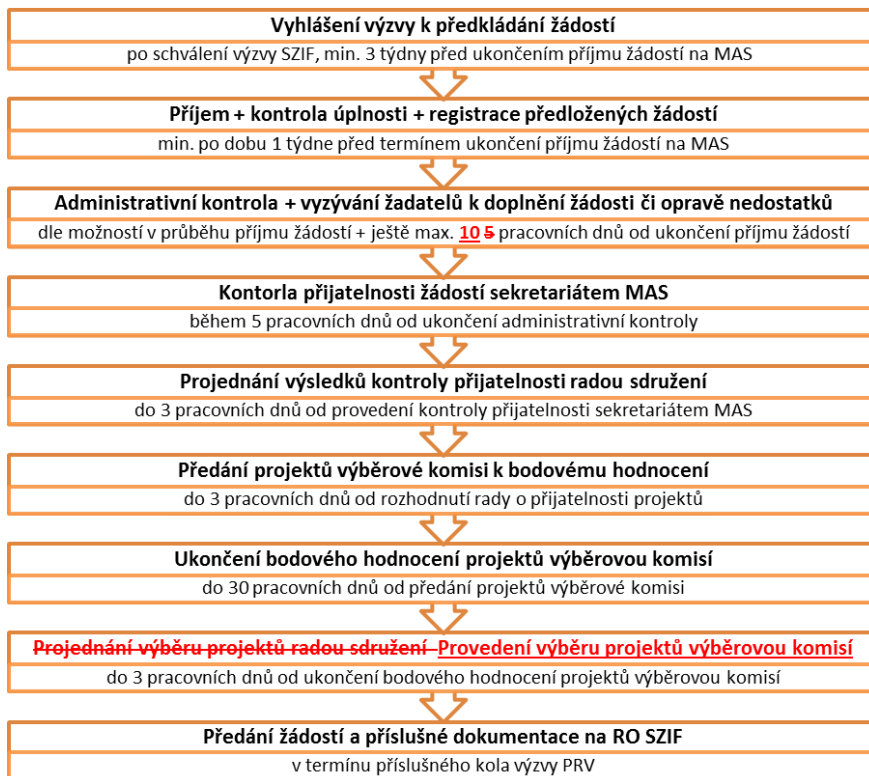 Vyhlášení výzvy k předkládání žádostí
po schválení výzvy SZIF, min. 3 týdny před ukončením příjmu žádostí na MAS
Příjem + kontrola úplnosti + registrace předložených žádostí
min. po dobu 1 týdne před termínem ukončení příjmu žádostí na MAS
Administrativní kontrola + vyzývání žadatelů k doplnění žádosti či opravě nedostatků
dle možností v průběhu příjmu žádostí + ještě max. 10 5 pracovních dnů od ukončení příjmu žádostí
Kontorla přijatelnosti žádostí sekretariátem MAS
během 5 pracovních dnů od ukončení administrativní kontroly
Projednání výsledků kontroly přijatelnosti radou sdružení
do 3 pracovních dnů od provedení kontroly přijatelnosti sekretariátem MAS
Předání projektů výběrové komisi k bodovému hodnocení
do 3 pracovních dnů od rozhodnutí rady o přijatelnosti projektů
Ukončení bodového hodnocení projektů výběrovou komisí
do 30 pracovních dnů od předání projektů výběrové komisi
Projednání výběru projektů radou sdružení Provedení výběru projektů výběrovou komisí
do 3 pracovních dnů od ukončení bodového hodnocení projektů výběrovou komisí
Předání žádostí a příslušné dokumentace na RO SZIF
v termínu příslušného kola výzvy PRV